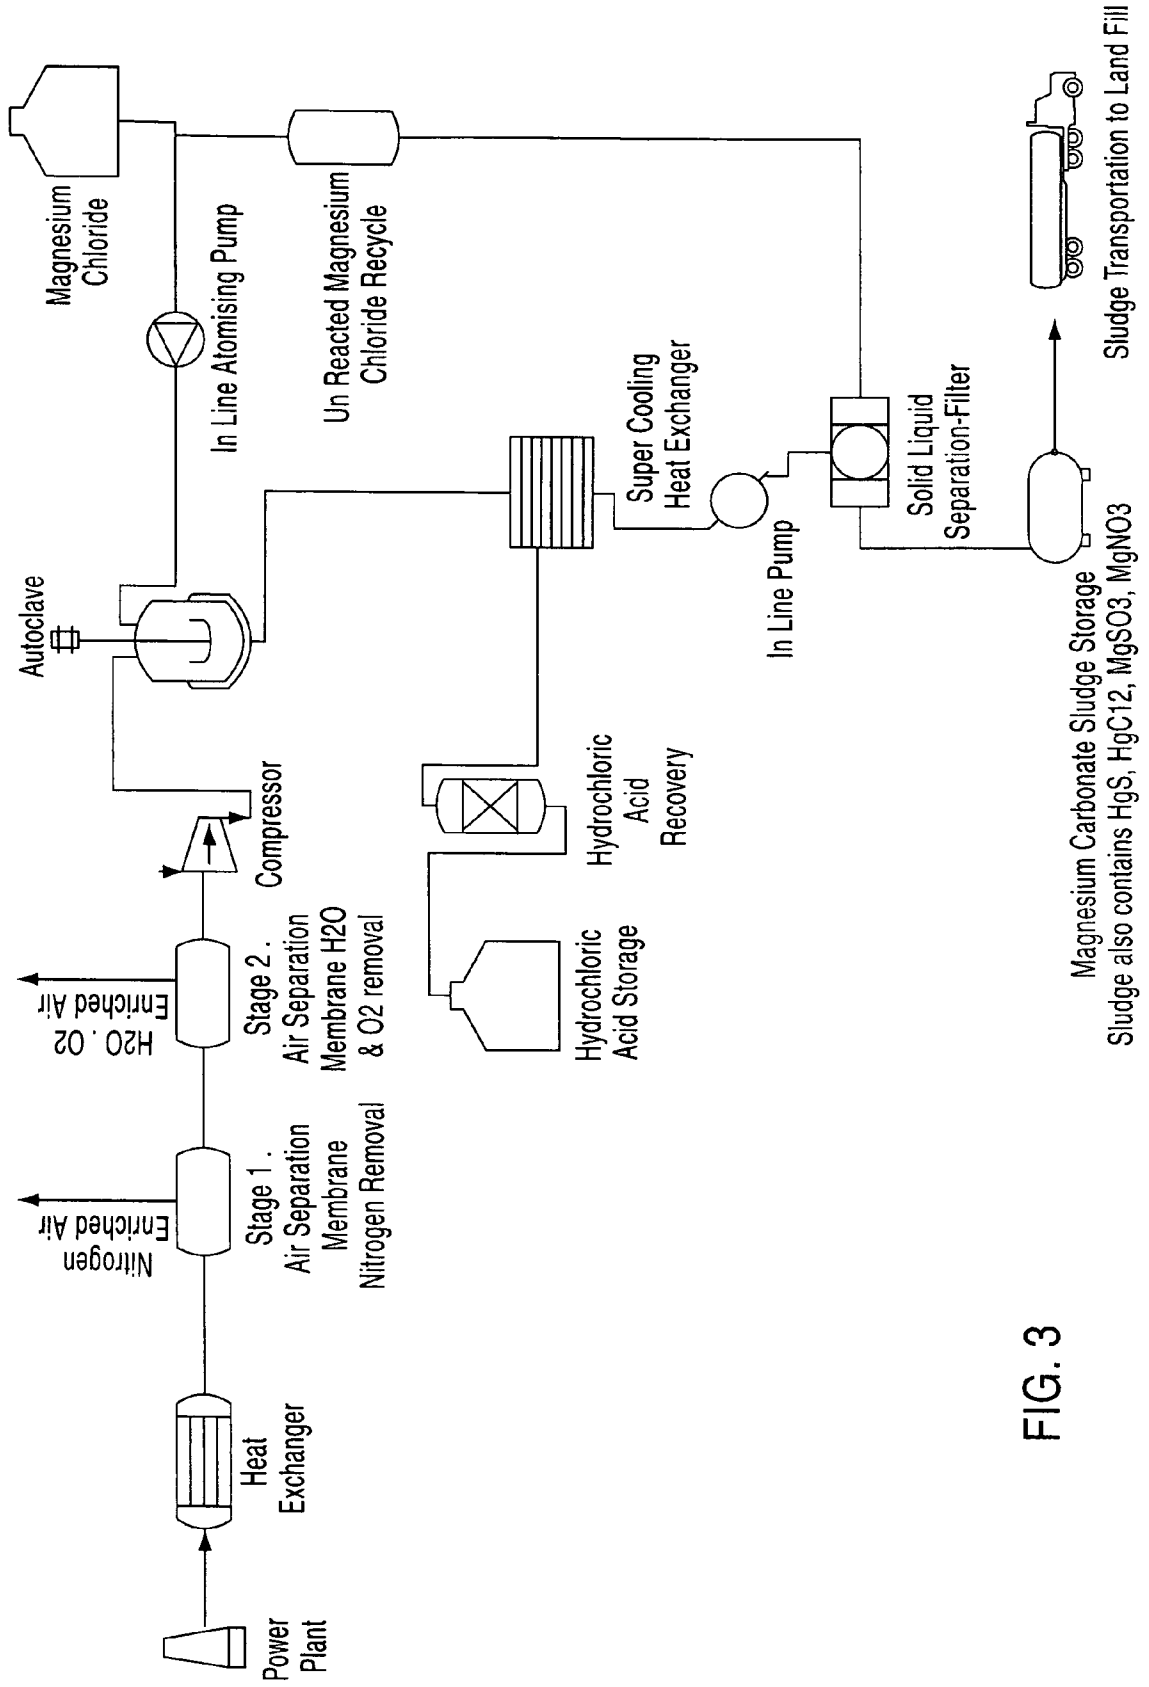 Power
Plant
Heat
Exchanger
Nitrogen
Enriched Air
Stage 1 .
Air Separation
Membrane
Nitrogen Removal
H2O . O2
Enriched Air
Stage 2 .
Air Separation
Membrane H2O
& O2 removal
Compressor
Autoclave
In Line Atomising Pump
Magnesium
Chloride
Un Reacted Magnesium
Chloride Recycle
Super Cooling
Heat Exchanger
Hydrochloric
Acid
Recovery
Hydrochloric
Acid Storage
In Line Pump
Solid Liquid
Separation-Filter
Magnesium Carbonate Sludge Storage
Sludge also contains HgS, HgC12, MgSO3, MgNO3
Sludge Transportation to Land Fill
FIG. 3